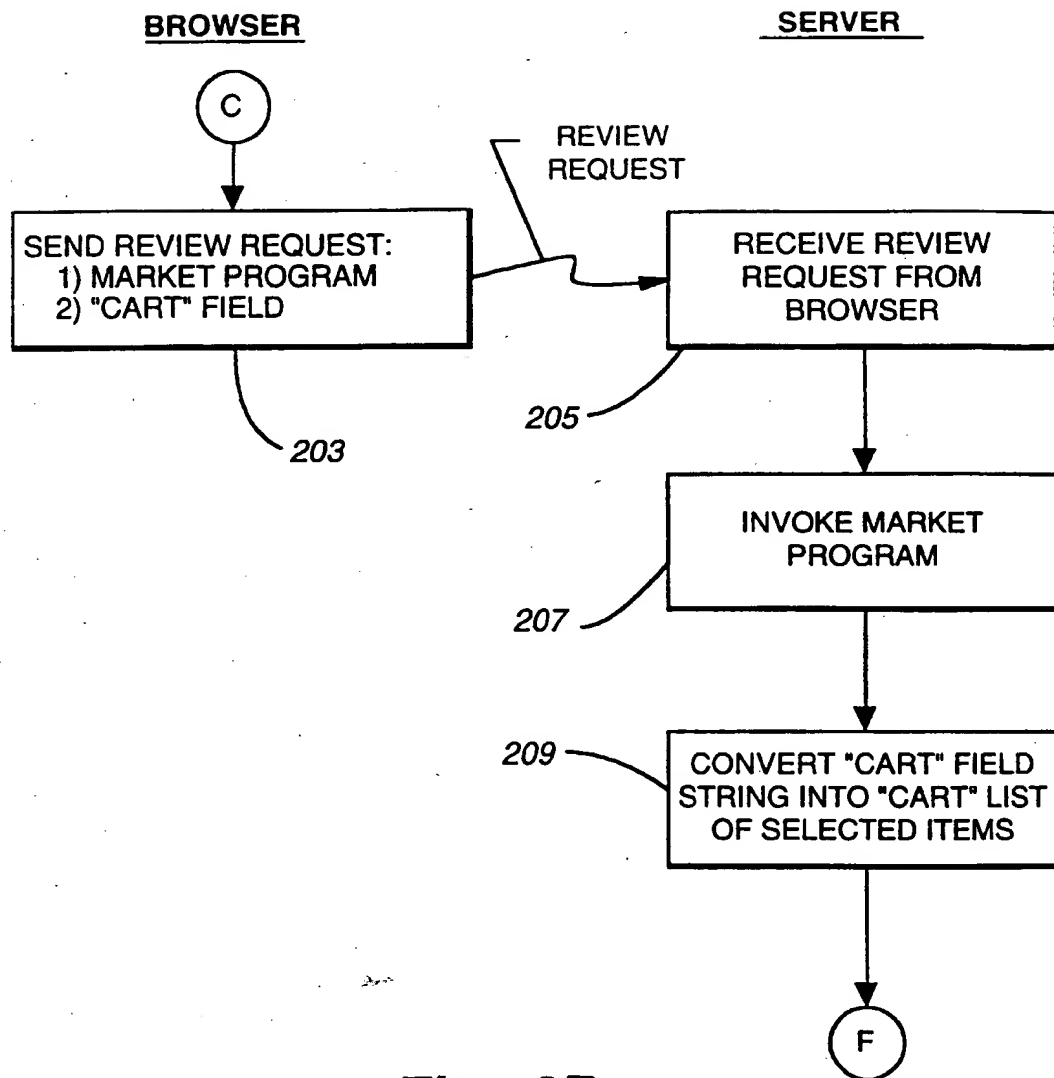 BROWSER
SERVER
C
REVIEW
REQUEST
SEND REVIEW REQUEST:
1) MARKET PROGRAM
2) "CART" FIELD
203
RECEIVE REVIEW
REQUEST FROM
BROWSER
205
INVOKE MARKET
PROGRAM
207
209
CONVERT "CART" FIELD
STRING INTO "CART" LIST
OF SELECTED ITEMS
F